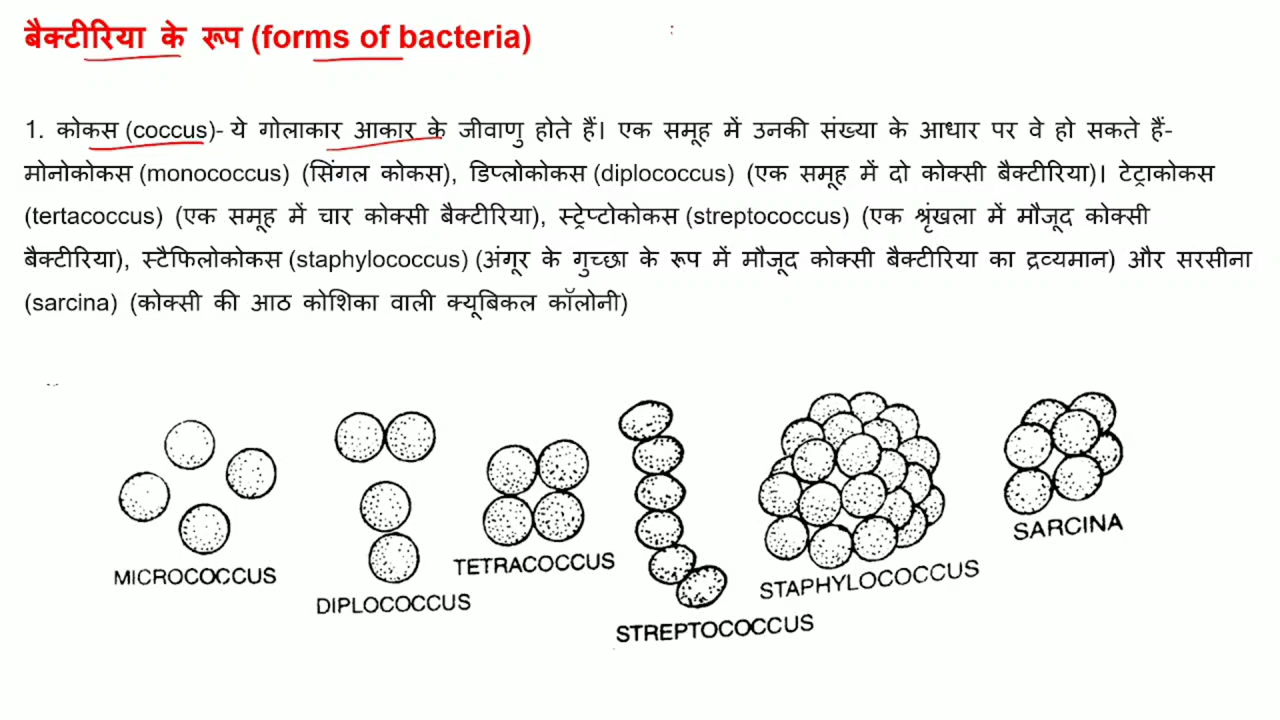 बैक्टीरिया के रूप (forms of bacteria)
1. कोकस (coccus)- ये गोलाकार आकार के जीवाणु होते हैं। एक समूह में उनकी संख्या के आधार पर वे हो सकते हैं-
मोनोकोकस (monococcus) (सिंगल कोकस), डिप्लोकोकस (diplococcus) (एक समूह में दो कोक्सी बैक्टीरिया)। टेट्राकोकस
(tertacoccus) (एक समूह में चार कोक्सी बैक्टीरिया), स्ट्रेप्टोकोकस (streptococcus) (एक श्रृंखला में मौजूद कोक्सी
बैक्टीरिया), स्टैफिलोकोकस (staphylococcus) (अंगूर के गुच्छा के रूप में मौजूद कोक्सी बैक्टीरिया का द्रव्यमान) और सरसीना
(sarcina) (कोक्सी की आठ कोशिका वाली क्यूबिकल कॉलोनी)
MICROCOCCUS
DIPLOCOCCUS
TETRACOCCUS
STREPTOCOCCUS
STAPHYLOCOCCUS
SARCINA